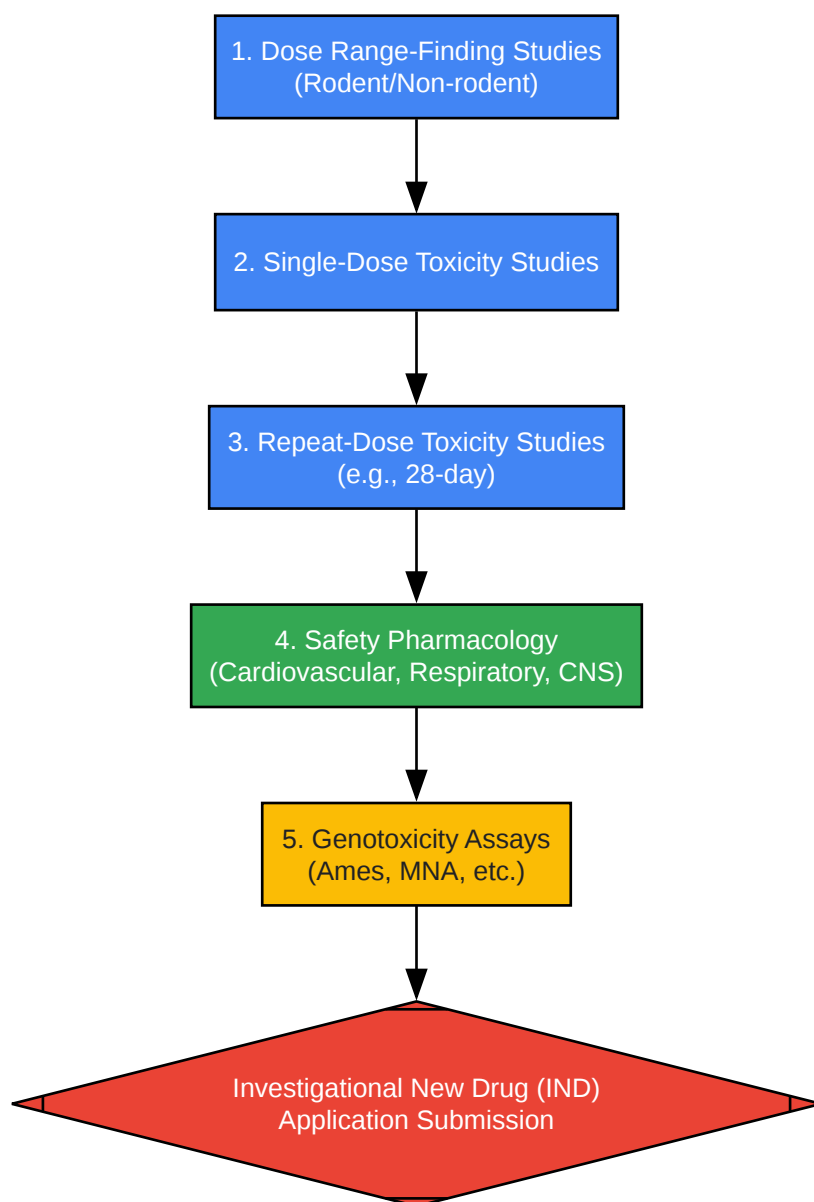 1. Dose Range-Finding Studies
(Rodent/Non-rodent)
2. Single-Dose Toxicity Studies
3. Repeat-Dose Toxicity Studies
(e.g., 28-day)
4. Safety Pharmacology
(Cardiovascular, Respiratory, CNS)
5. Genotoxicity Assays
(Ames, MNA, etc.)
Investigational New Drug (IND)
Application Submission